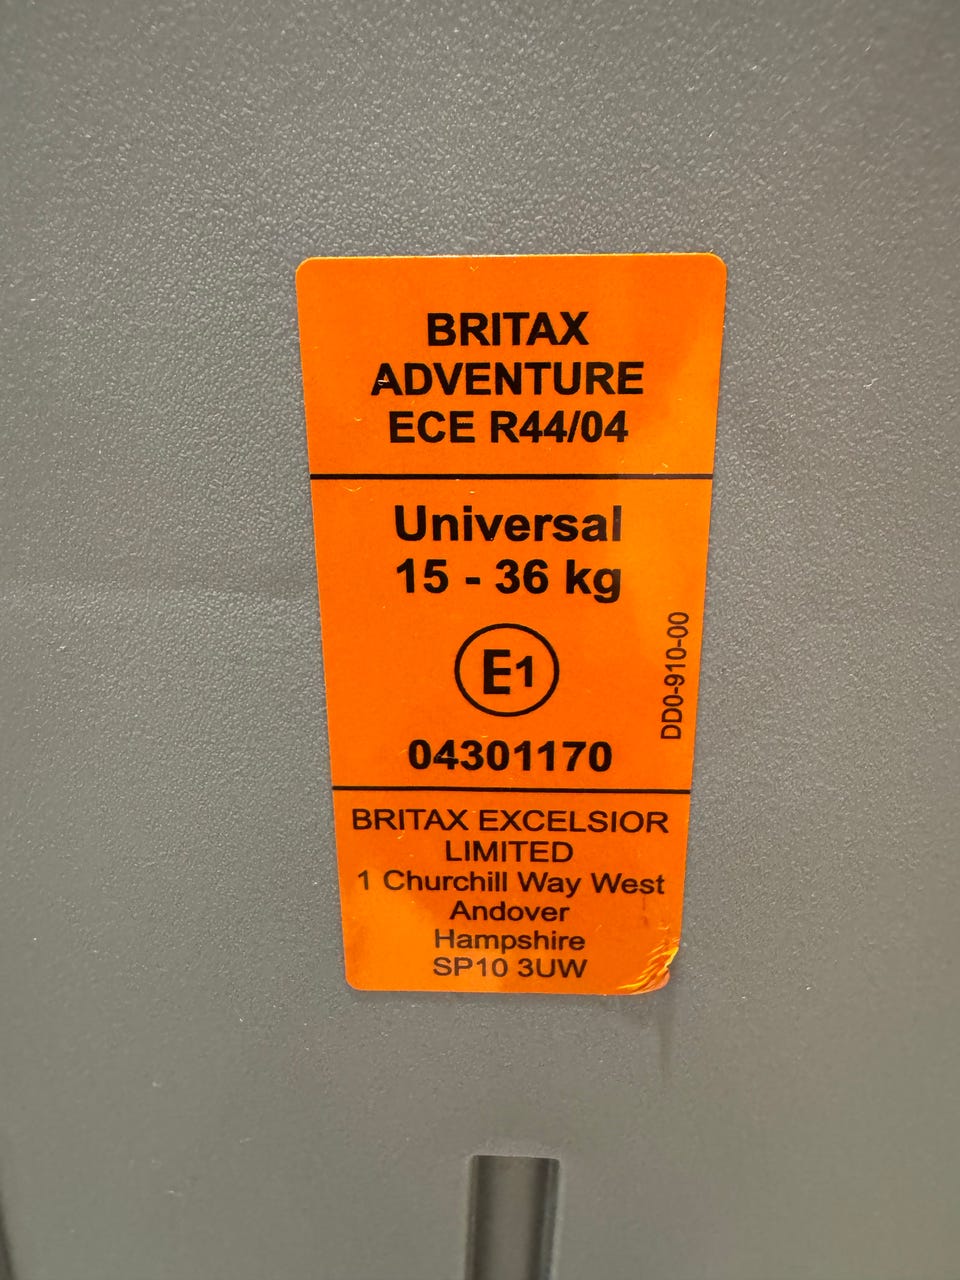 BRITAX
ADVENTURE
ECE R44/04
Universal
15 - 36 kg
E1
04301170
DD0-910-00
BRITAX EXCELSIOR
LIMITED
1 Churchill Way West
Andover
Hampshire
SP10 3UW